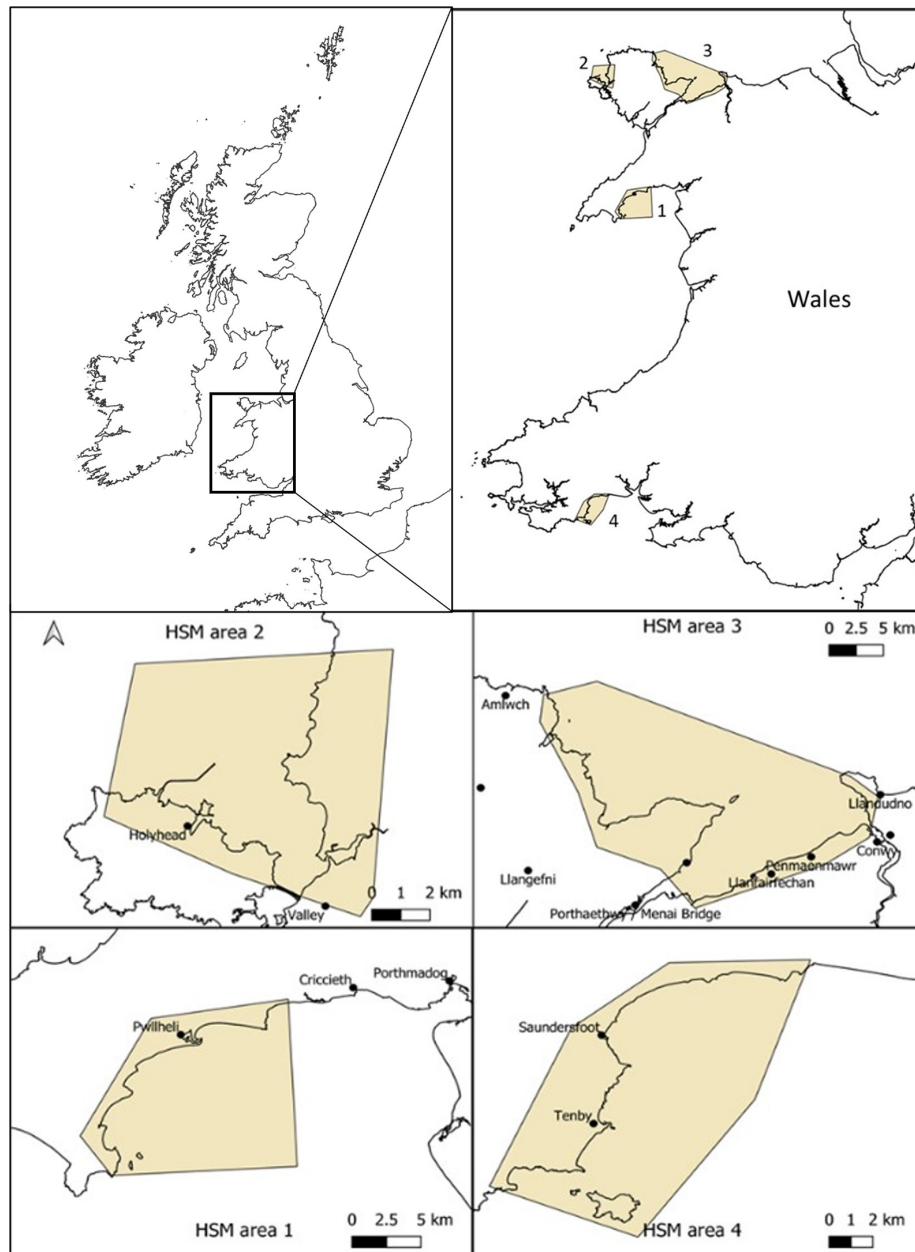 2
3
1
Wales
4
HSM area 2
Holyhead
Valley
0 1 2 km
HSM area 3
0 2.5 5 km
Amlwch
Llandudno
Conwy
Penmaenmawr
Llanfairfechan
Llangefni
Porthaethwy
Menai Bridge
Criccieth
Porthmadog
Pwllheli
HSM area 1
0 2.5 5 km
Saundersfoot
Tenby
HSM area 4
0 1 2 km